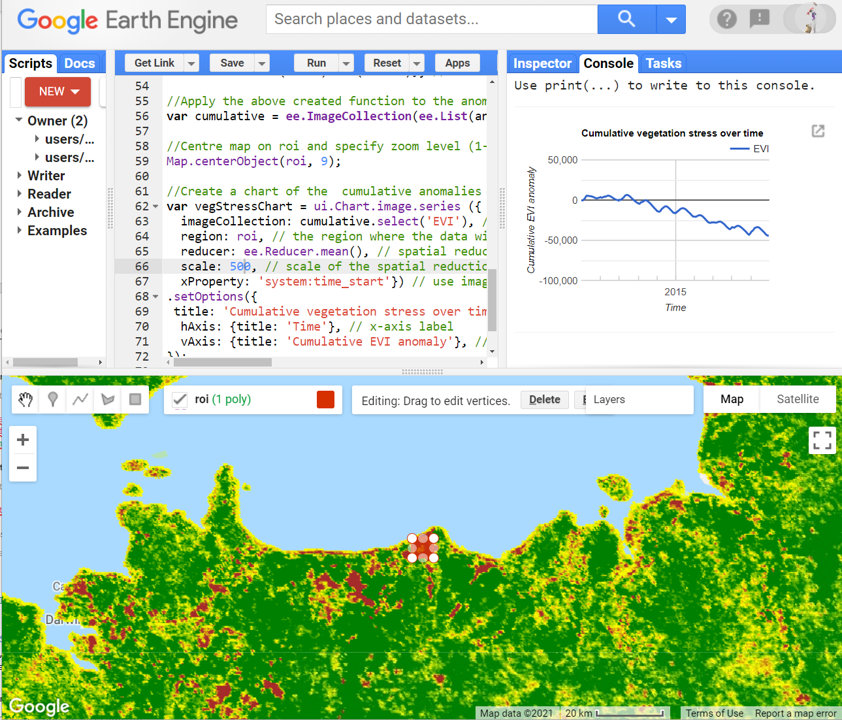 Google Earth Engine
Search places and datasets...
Scripts Docs
NEW
Owner (2)
users/...
users/...
Writer
Reader
Archive
Examples
Get Link Save Run Reset Apps
54
55 //Apply the above created function to the anom
56 var cumulative = ee.ImageCollection(ee.List(an
57
58 //Centre map on roi and specify zoom level (1-
59 Map.centerObject(roi, 9);
60
61 //Create a chart of the cumulative anomalies
62 var vegStressChart = ui.Chart.image.series ({
63 imageCollection: cumulative.select('EVI'), /
64 region: roi, // the region where the data wi
65 reducer: ee.Reducer.mean(), // spatial reduc
66 scale: 500, // scale of the spatial reductic
67 xProperty: 'system:time_start'}) // use imag
68 .setOptions({
69 title: 'Cumulative vegetation stress over tim
70 hAxis: {title: 'Time'}, // x-axis label
71 vAxis: {title: 'Cumulative EVI anomaly'}, //
72 });
Inspector Console Tasks
Use print(...) to write to this console.
Cumulative vegetation stress over time
EVI
Cumulative EVI anomaly
50,000
0
-50,000
-100,000
2015
Time
roi (1 poly)
Editing: Drag to edit vertices. Delete
Layers
Map Satellite
Google
Map data ©2021 20 km Terms of Use Report a map error